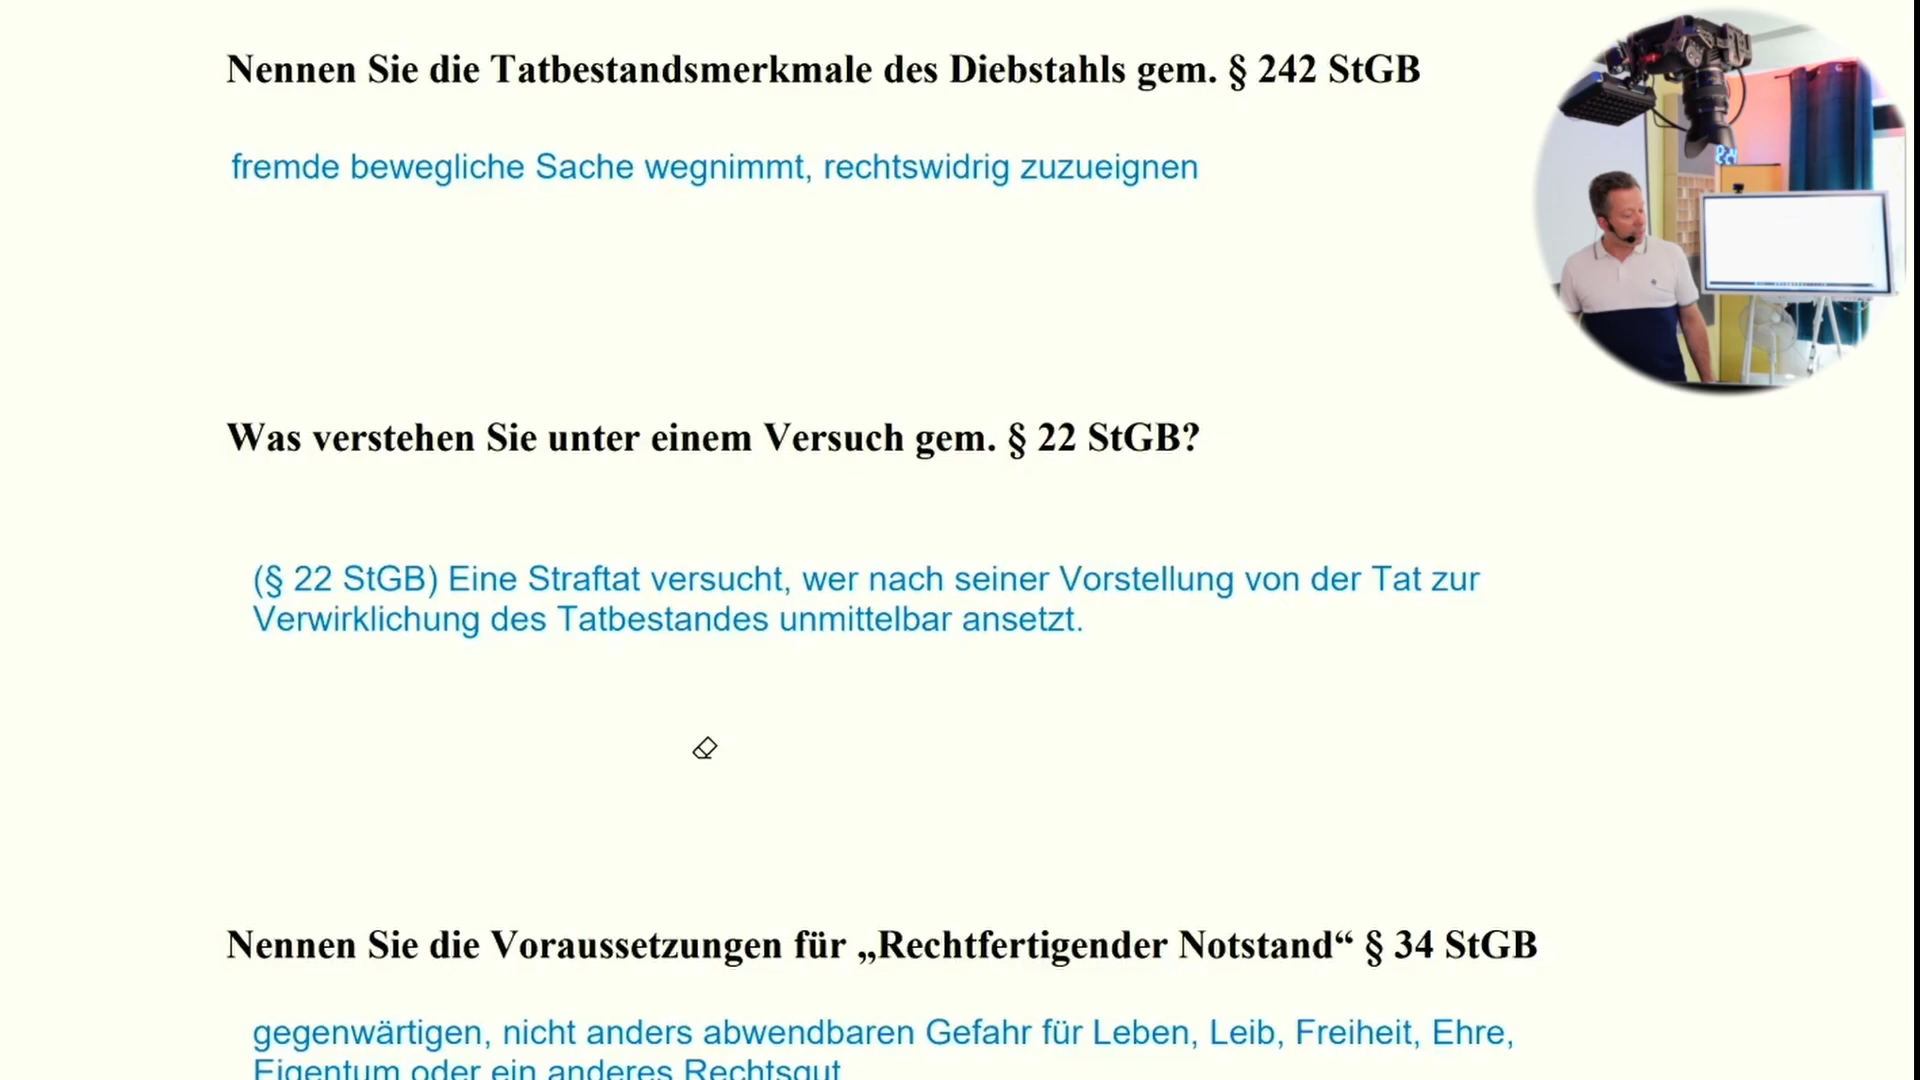 Nennen Sie die Tatbestandsmerkmale des Diebstahls gem. § 242 StGB
fremde bewegliche Sache wegnimmt, rechtswidrig zuzueignen
Was verstehen Sie unter einem Versuch gem. § 22 StGB?
(§ 22 StGB) Eine Straftat versucht, wer nach seiner Vorstellung von der Tat zur
Verwirklichung des Tatbestandes unmittelbar ansetzt.
Nennen Sie die Voraussetzungen für „Rechtfertigender Notstand“ § 34 StGB
gegenwärtigen, nicht anders abwendbaren Gefahr für Leben, Leib, Freiheit, Ehre,
Eigentum oder ein anderes Rechtsgut